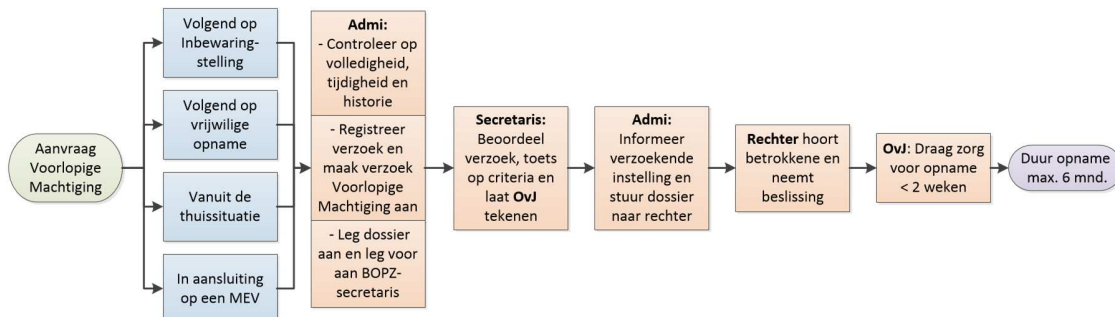 Aanvraag
Voorlopige
Machtiging
Volgend op
Inbewaring-
stelling
Volgend op
vrijwilige
opname
Vanuit de
thuissituatie
In aansluiting
op een MEV
Admi:
- Controleer op
volledigheid,
tijdigheid en
historie
- Registreer
verzoek en
maak verzoek
Voorlopige
Machtiging aan
- Leg dossier
aan en leg voor
aan BOPZ-
secretaris
Secretaris:
Beoordeel
verzoek, toets
op criteria en
laat OvJ
tekenen
Admi:
Informeer
verzoekende
instelling en
stuur dossier
naar rechter
Rechter hoort
betrokkene en
neemt
beslissing
OvJ: Draag zorg
voor opname
< 2 weken
Duur opname
max. 6 mnd.